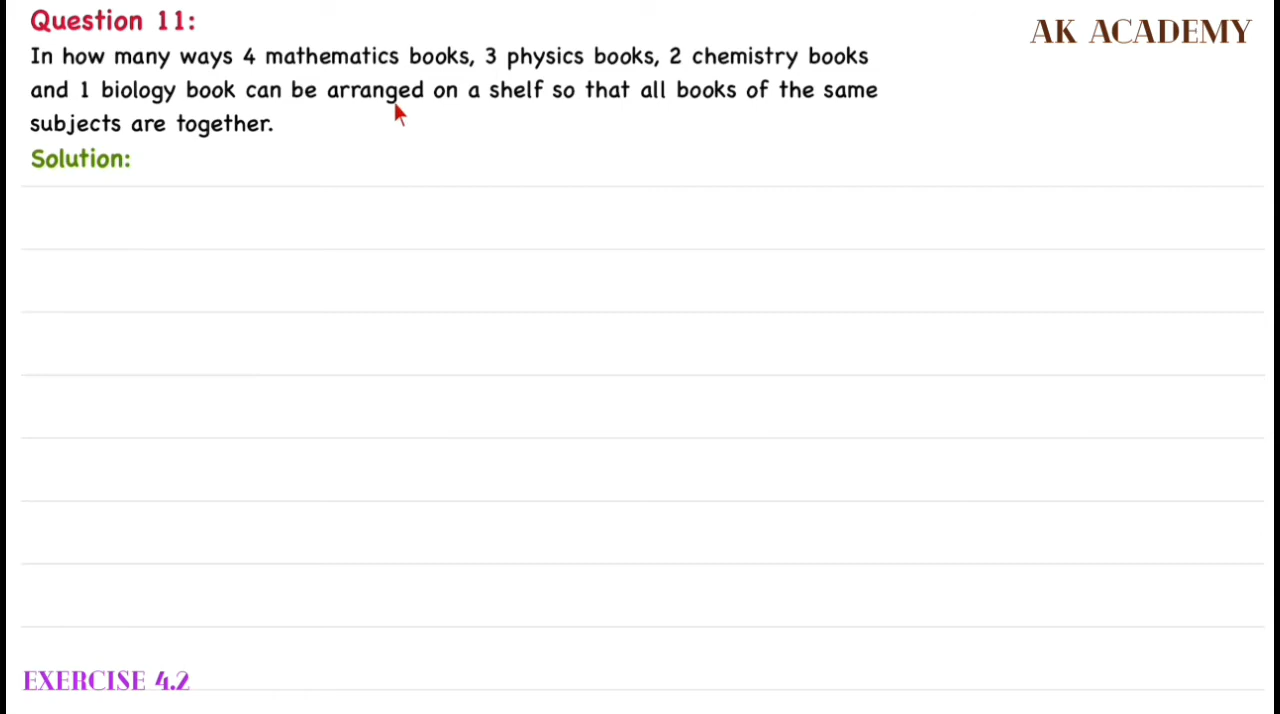 Question 11:
AK ACADEMY
In how many ways 4 mathematics books, 3 physics books, 2 chemistry books
and 1 biology book can be arranged on a shelf so that all books of the same
subjects are together.
Solution:
EXERCISE 4.2